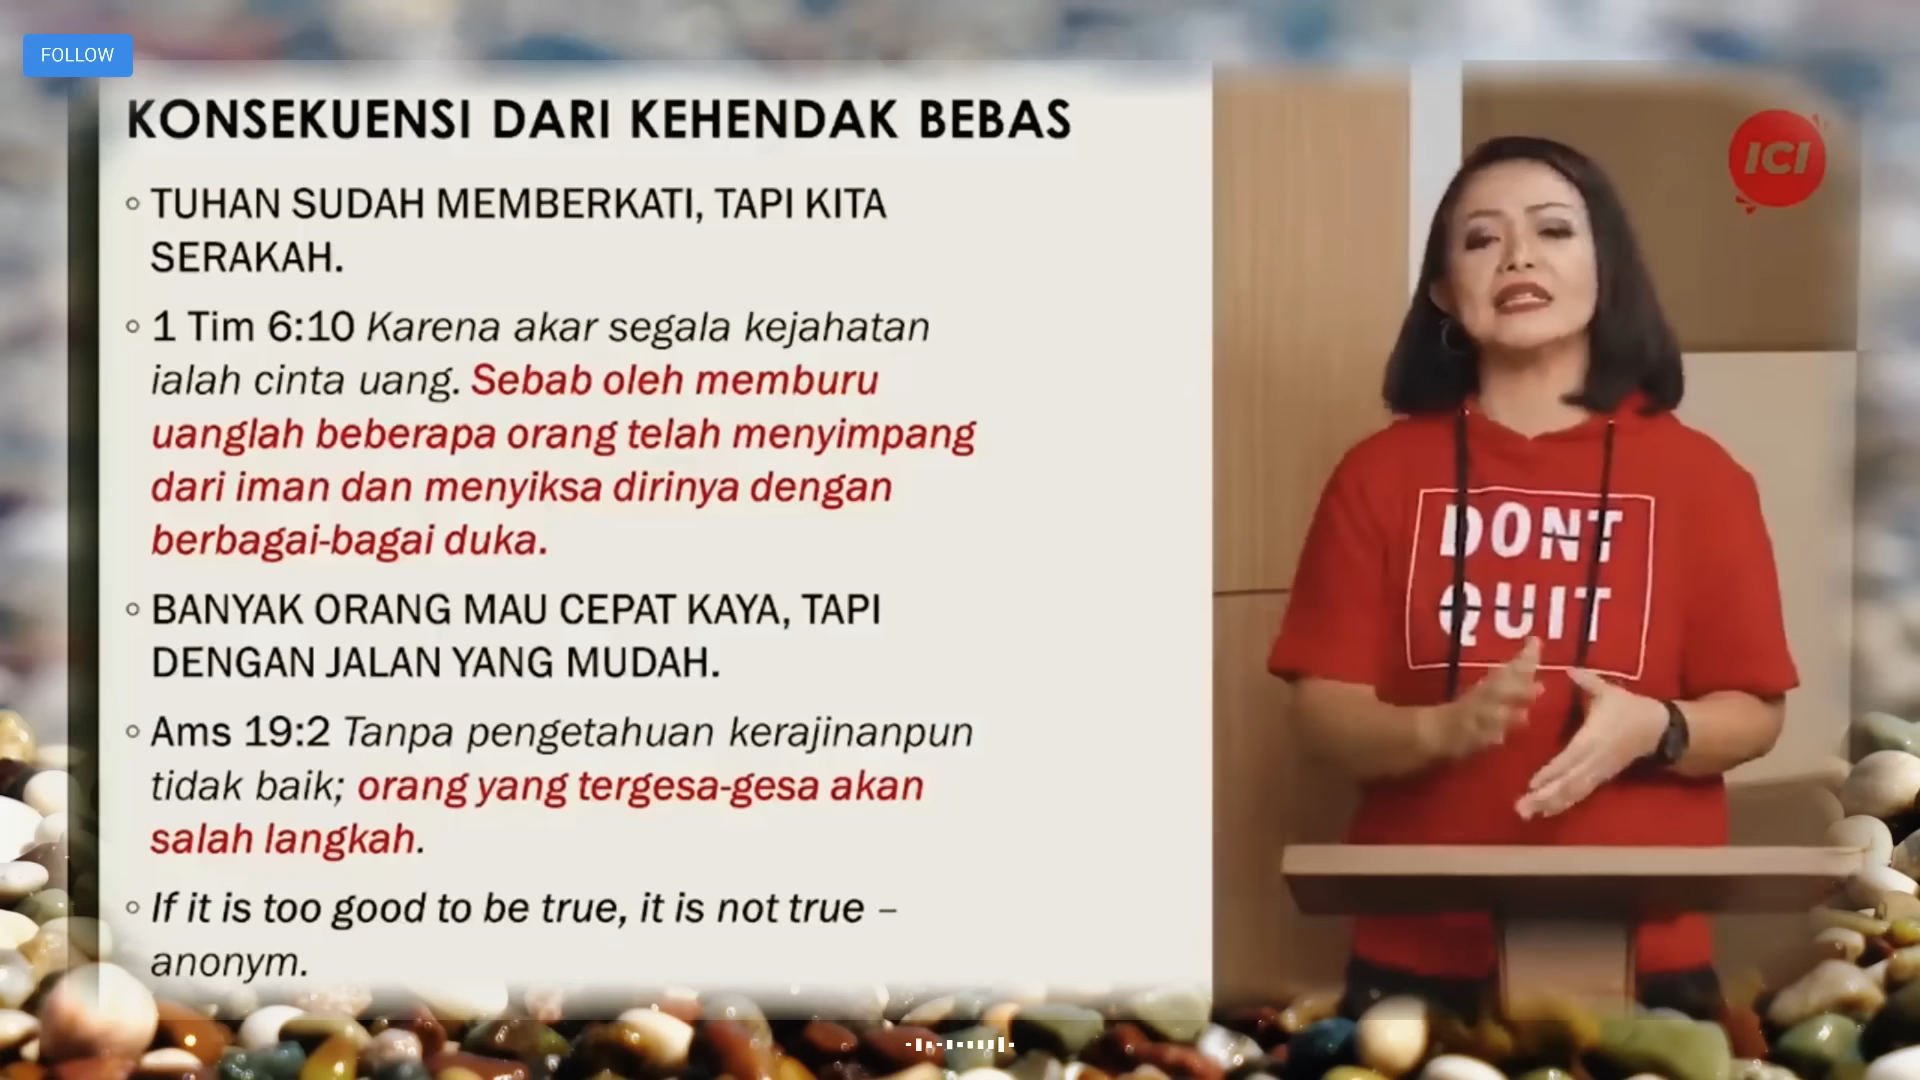 FOLLOW
KONSEKUENSI DARI KEHENDAK BEBAS
TUHAN SUDAH MEMBERKATI, TAPI KITA
SERAKAH.
1 Tim 6:10 Karena akar segala kejahatan
ialah cinta uang. Sebab oleh memburu
uanglah beberapa orang telah menyimpang
dari iman dan menyiksa dirinya dengan
berbagai-bagai duka.
BANYAK ORANG MAU CEPAT KAYA, TAPI
DENGAN JALAN YANG MUDAH.
Ams 19:2 Tanpa pengetahuan kerajinanpun
tidak baik; orang yang tergesa-gesa akan
salah langkah.
If it is too good to be true, it is not true –
anonym.
ICI
DONT
QUIT